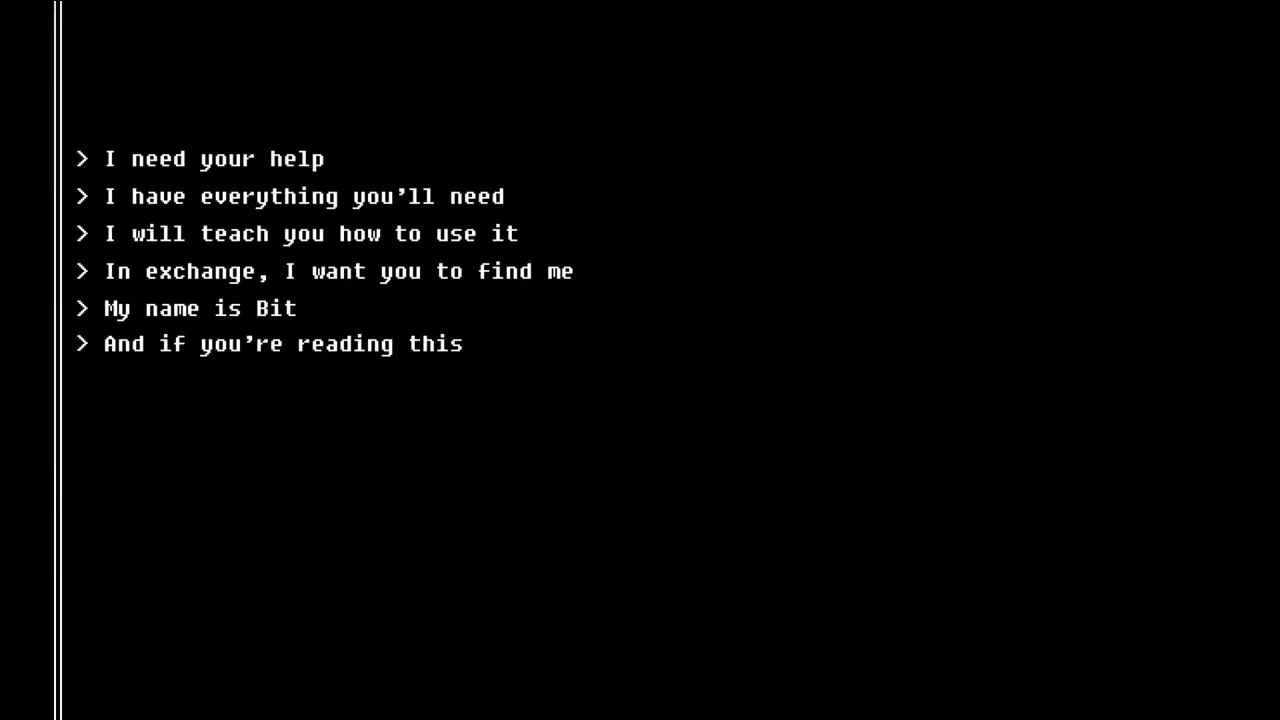 > I need your help
> I have everything you’ll need
> I will teach you how to use it
> In exchange, I want you to find me
> My name is Bit
> And if you’re reading this